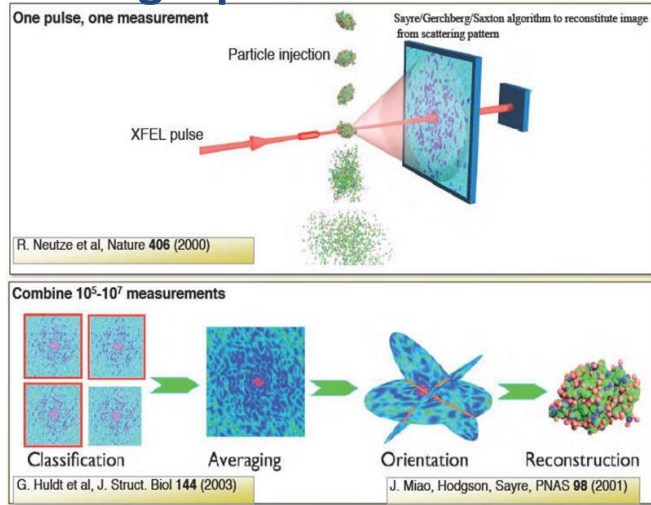 One pulse, one measurement
Sayre/Gerchberg/Saxton algorithm to reconstitute image
from scattering pattern
Particle injection
XFEL pulse
R. Neutze et al, Nature 406 (2000)
Combine 10⁵-10⁷ measurements
Classification Averaging Orientation Reconstruction
G. Huldt et al, J. Struct. Biol 144 (2003) J. Miao, Hodgson, Sayre, PNAS 98 (2001)